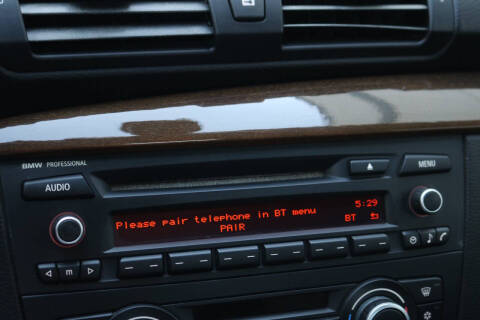 BMW PROFESSIONAL
AUDIO
MENU
Please pair telephone in BT menu
5:29
PAIR
BT
m